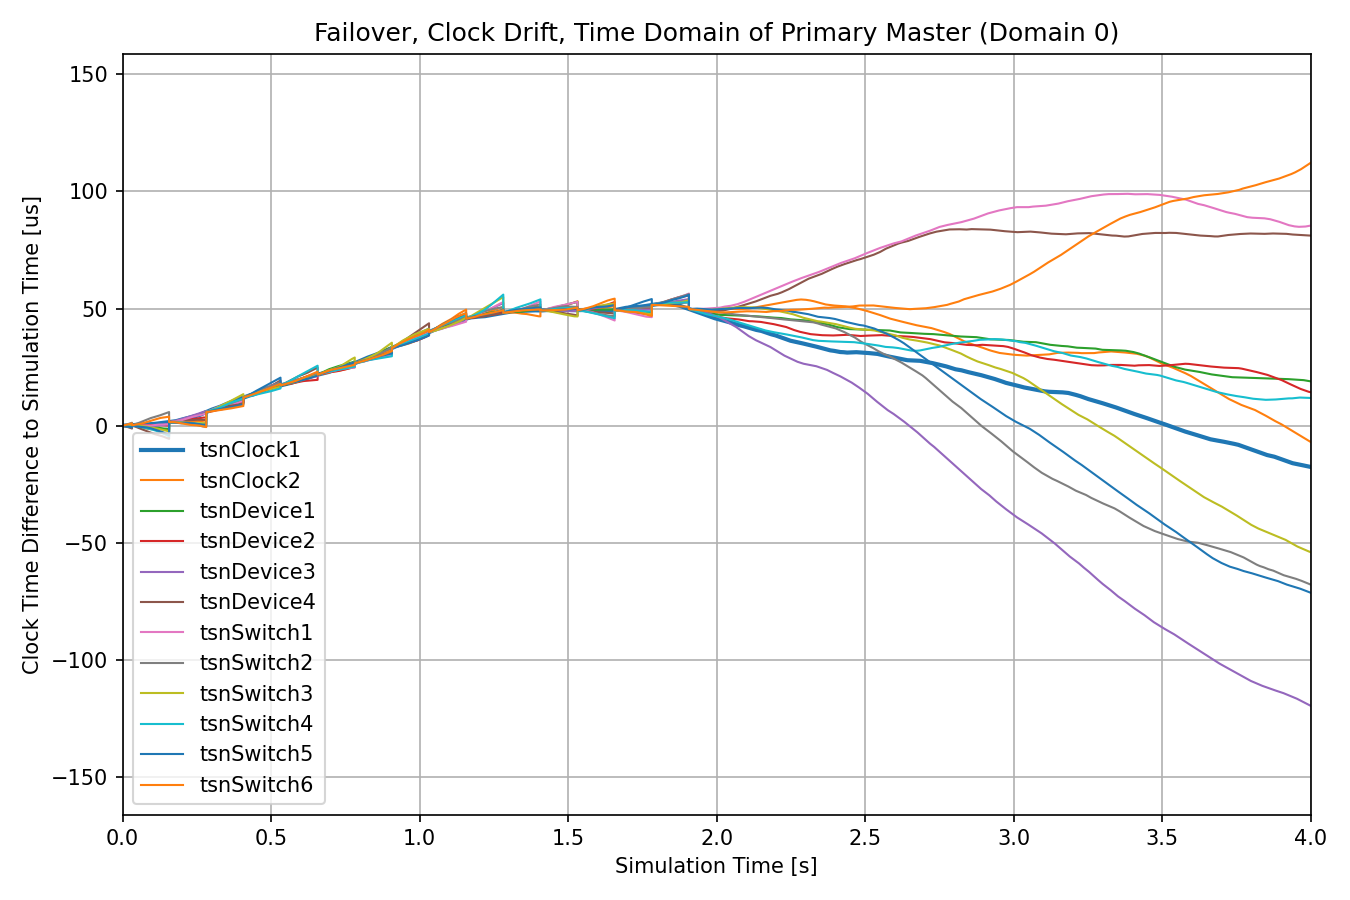 Failover, Clock Drift, Time Domain of Primary Master (Domain 0)
Clock Time Difference to Simulation Time [us]
150
100
50
0
−50
−100
−150
tsnClock1
tsnClock2
tsnDevice1
tsnDevice2
tsnDevice3
tsnDevice4
tsnSwitch1
tsnSwitch2
tsnSwitch3
tsnSwitch4
tsnSwitch5
tsnSwitch6
0.0 0.5 1.0 1.5 2.0 2.5 3.0 3.5 4.0
Simulation Time [s]